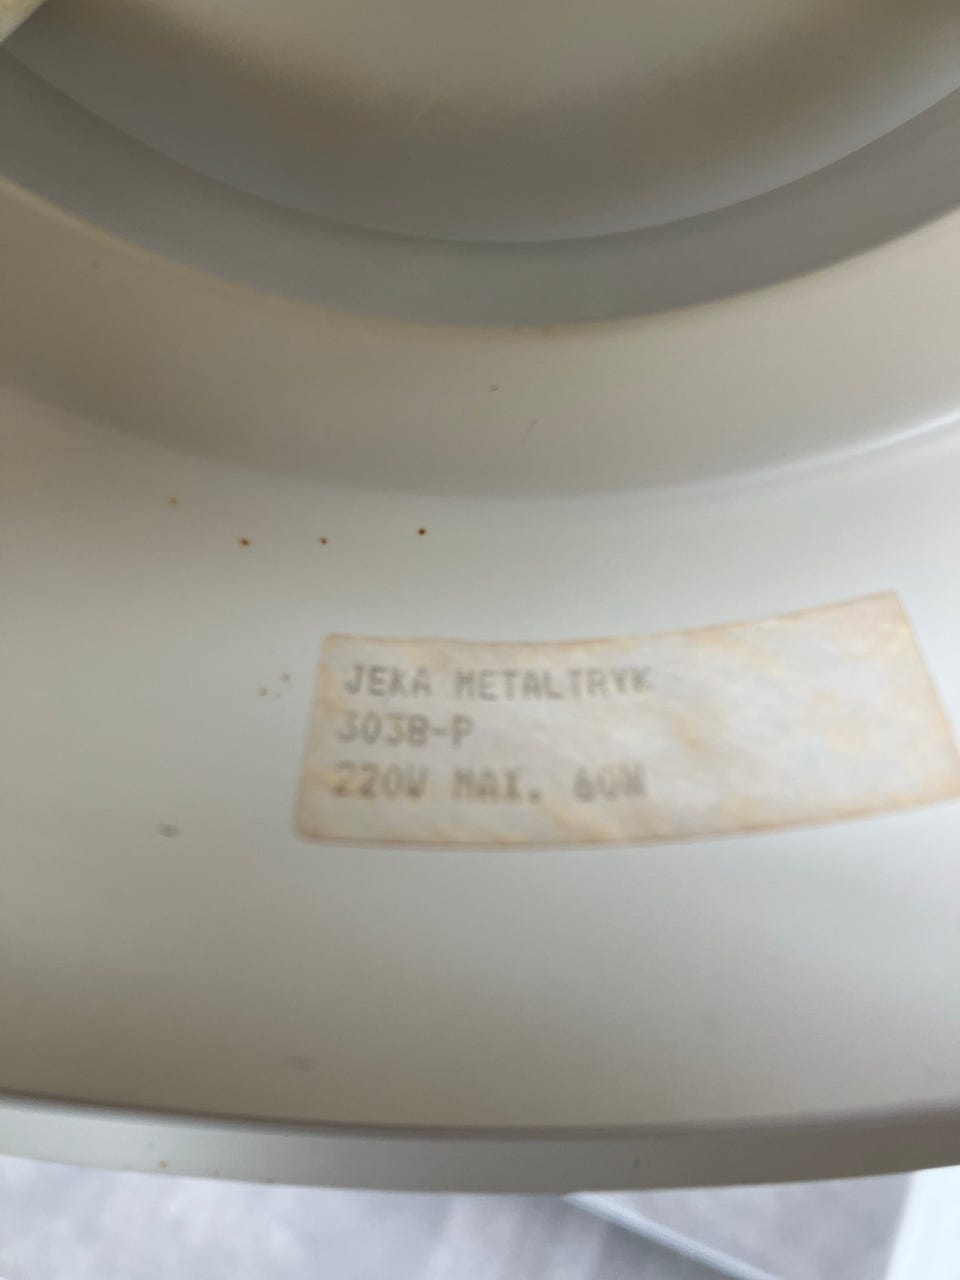 JEKA METALTRYK
3038-P
220V MAX. 60W